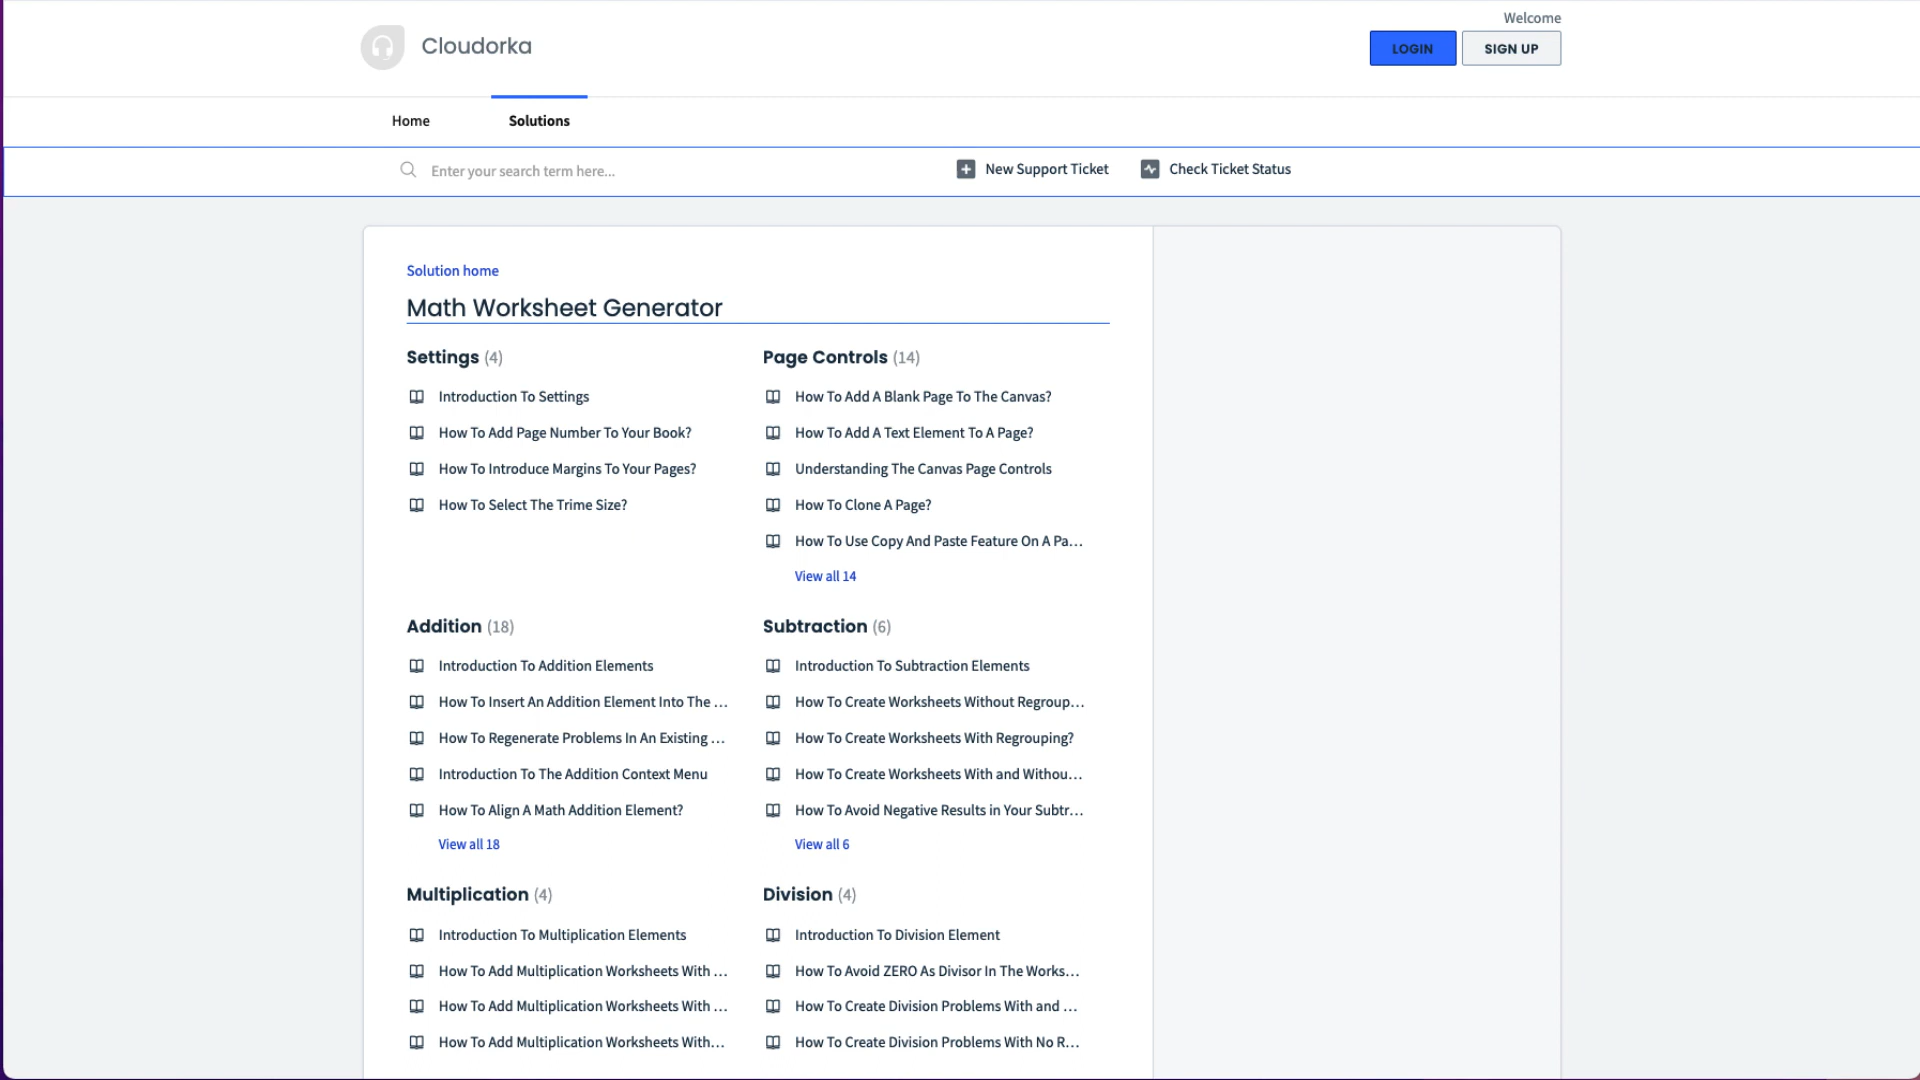 Welcome
Cloudorka
LOGIN
SIGN UP
Home
Solutions
Enter your search term here...
New Support Ticket
Check Ticket Status
Solution home
Math Worksheet Generator
Settings (4)
Introduction To Settings
How To Add Page Number To Your Book?
How To Introduce Margins To Your Pages?
How To Select The Trime Size?
Page Controls (14)
How To Add A Blank Page To The Canvas?
How To Add A Text Element To A Page?
Understanding The Canvas Page Controls
How To Clone A Page?
How To Use Copy And Paste Feature On A Pa...
View all 14
Addition (18)
Introduction To Addition Elements
How To Insert An Addition Element Into The ...
How To Regenerate Problems In An Existing ...
Introduction To The Addition Context Menu
How To Align A Math Addition Element?
View all 18
Subtraction (6)
Introduction To Subtraction Elements
How To Create Worksheets Without Regroup...
How To Create Worksheets With Regrouping?
How To Create Worksheets With and Withou...
How To Avoid Negative Results in Your Subtr...
View all 6
Multiplication (4)
Introduction To Multiplication Elements
How To Add Multiplication Worksheets With ...
How To Add Multiplication Worksheets With ...
How To Add Multiplication Worksheets With...
Division (4)
Introduction To Division Element
How To Avoid ZERO As Divisor In The Works...
How To Create Division Problems With and ...
How To Create Division Problems With No R...